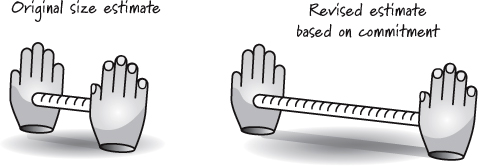 Original size estimate
Revised estimate
based on commitment